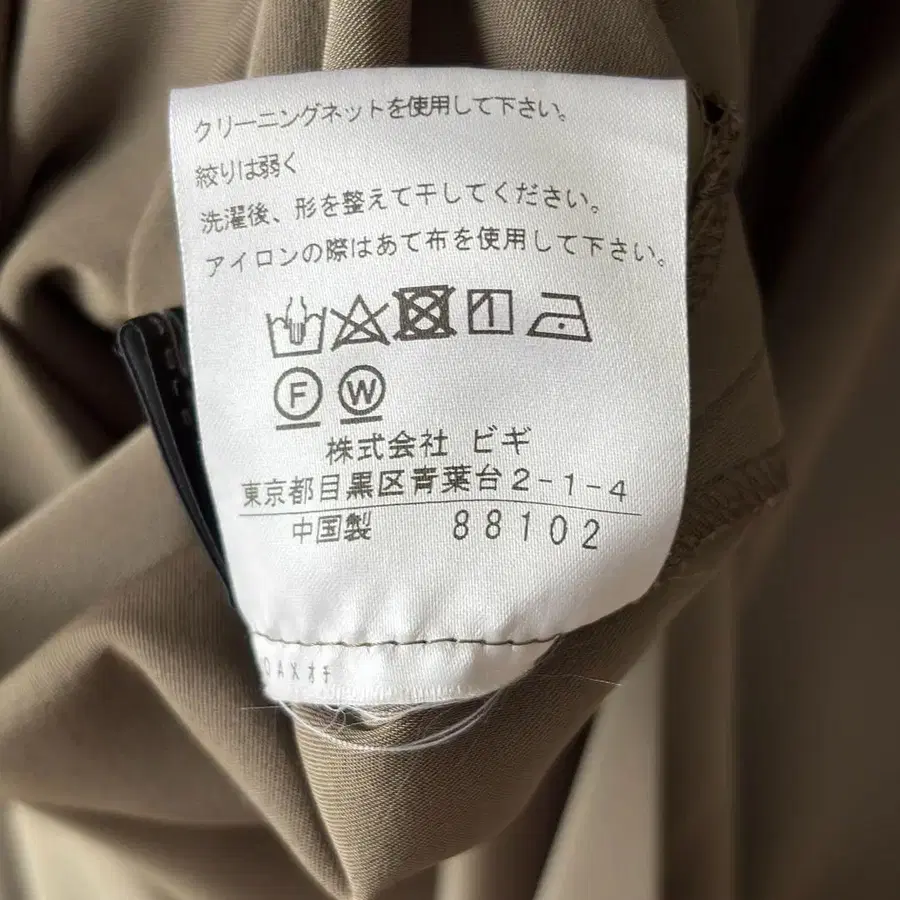 クリーニングネットを使用して下さい。
絞りは弱く
洗濯後、形を整えて干してください。
アイロンの際はあて布を使用して下さい。
F W
株式会社 ビギ
東京都目黒区青葉台2-1-4
中国製 88102